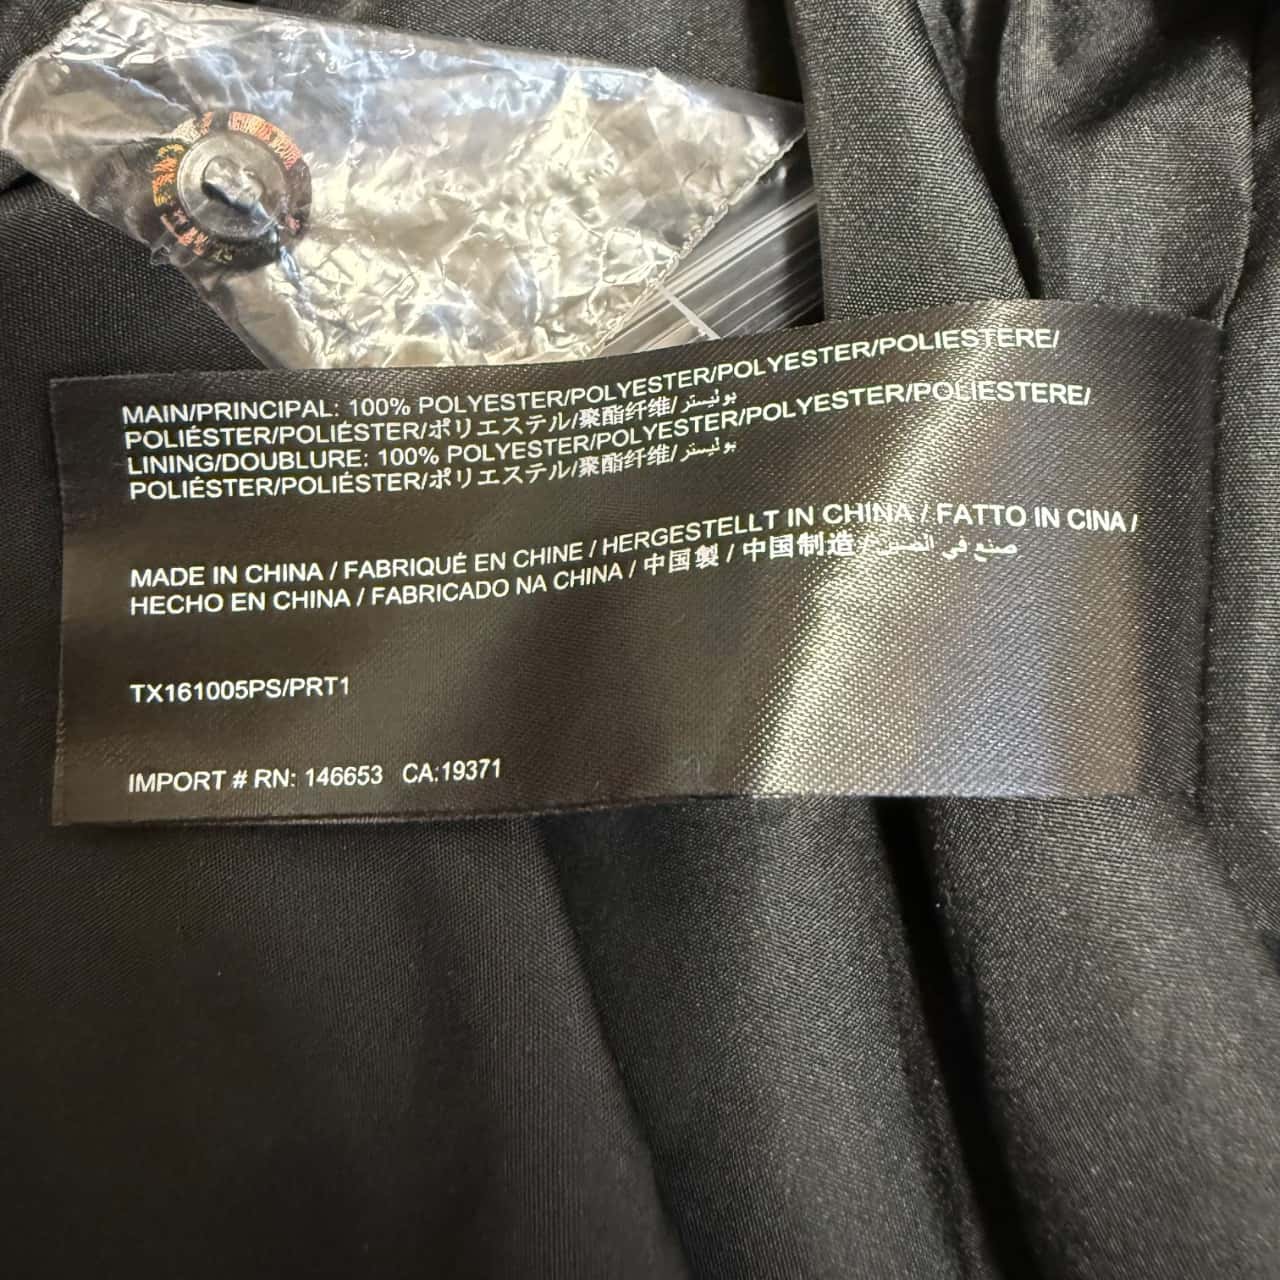 MAIN/PRINCIPAL: 100% POLYESTER/POLYESTER/POLYESTER/POLIESTERE/
POLIÉSTER/POLIÉSTER/ポリエステル/聚酯纤维/بوليستر
LINING/DOUBLURE: 100% POLYESTER/POLYESTER/POLYESTER/POLIESTERE/
POLIÉSTER/POLIÉSTER/ポリエステル/聚酯纤维/بوليستر
MADE IN CHINA / FABRIQUÉ EN CHINE / HERGESTELLT IN CHINA / FATTO IN CINA /
HECHO EN CHINA / FABRICADO NA CHINA / 中国製 / 中国制造 / صنع في الصين
TX161005PS/PRT1
IMPORT # RN: 146653 CA:19371